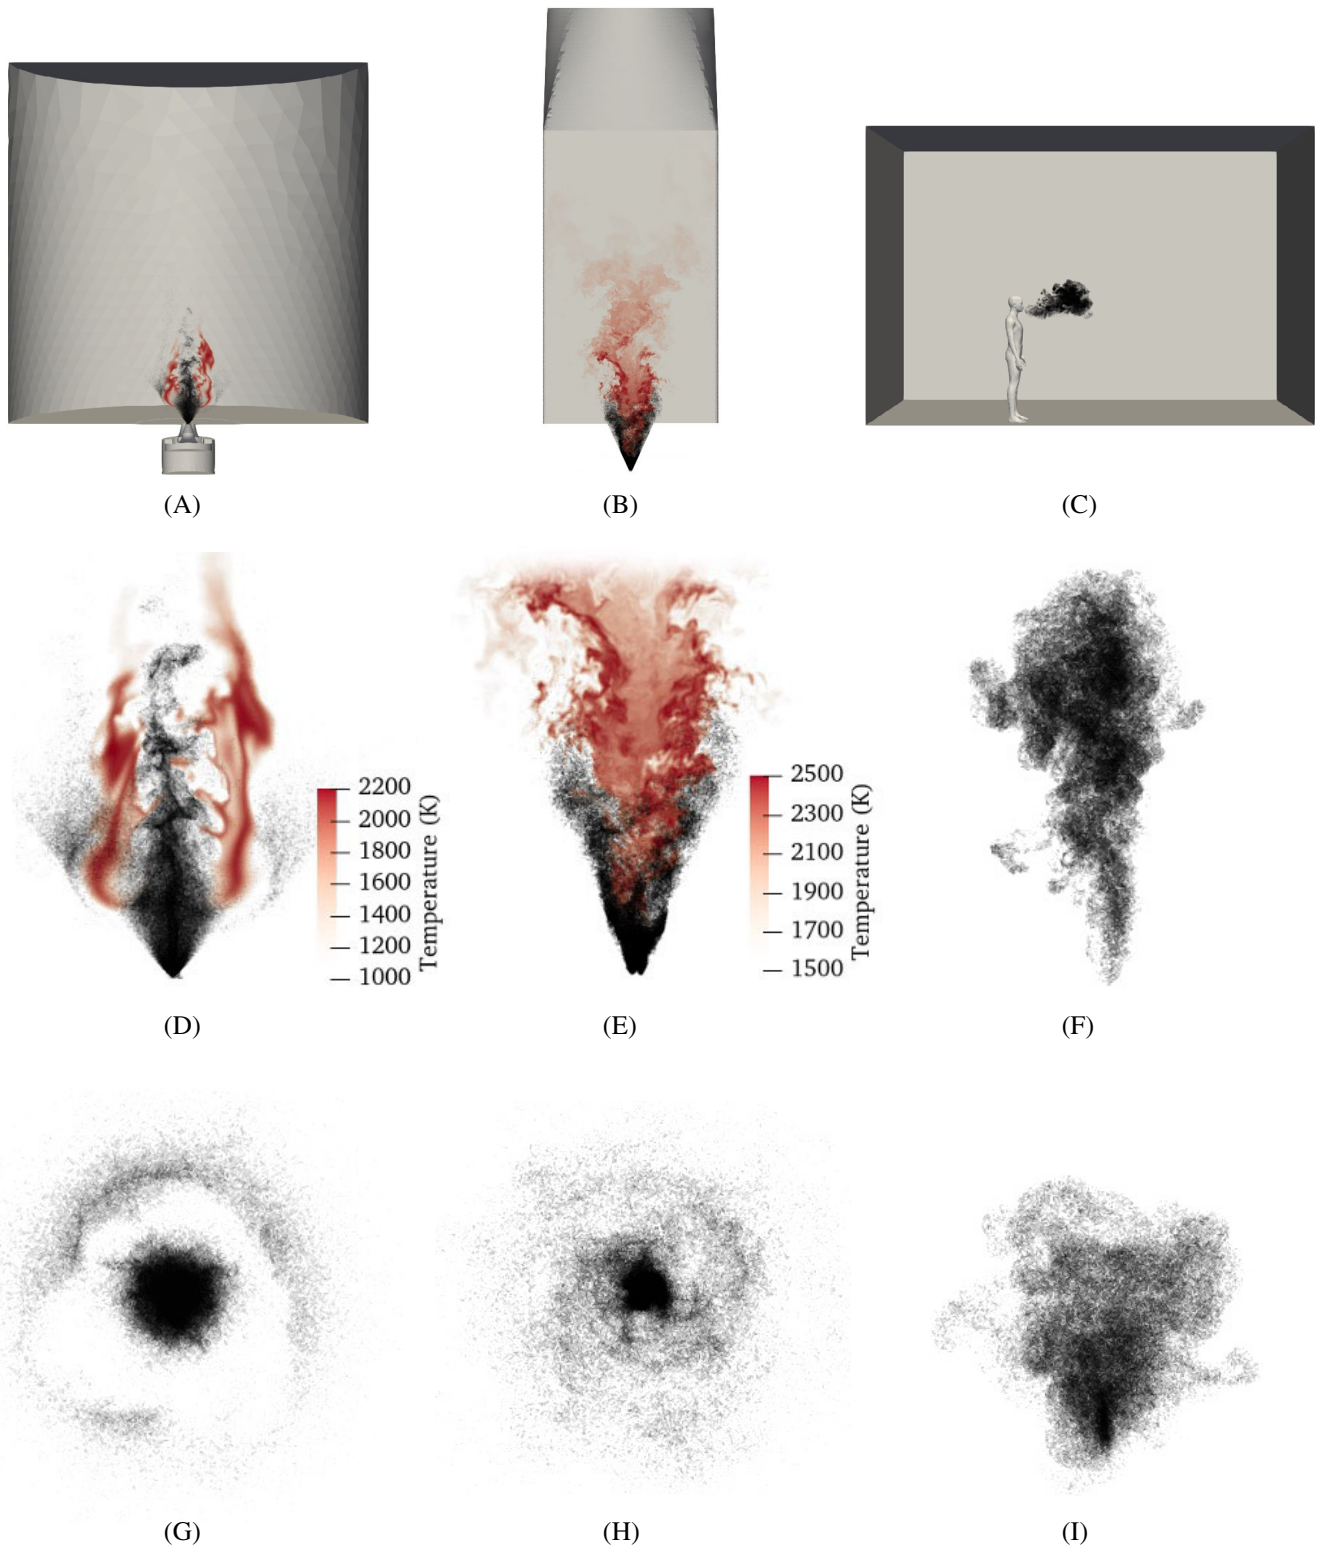 (A)
(B)
(C)
2200
2000
1800
1600
1400
1200
1000
Temperature (K)
2500
2300
2100
1900
1700
1500
Temperature (K)
(D)
(E)
(F)
(G)
(H)
(I)